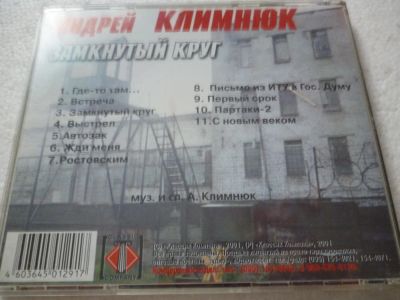 АНДРЕЙ КЛИМНЮК
ЗАМКНУТЫЙ КРУГ
1. Где-то там...
2. Встреча
3. Замкнутый круг
4. Выстрел
5.Автозак
6. Жди меня
7.Ростовским
8. Письмо из ИТУ в Гос. Думу
9. Первый срок
10. Партаки-2
11.С новым веком
муз. и сл. А. Климнюк
4 603645 012917